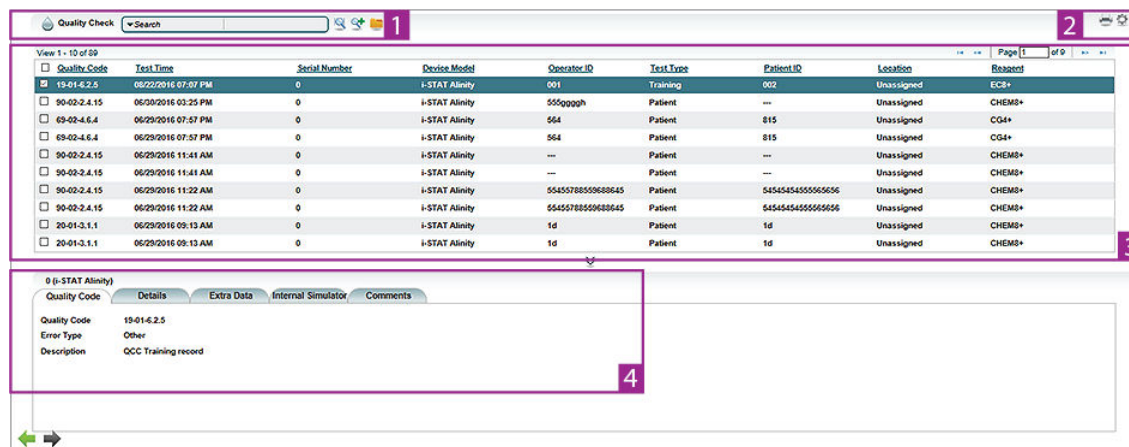 Quality Check Search 1 2
View 1 - 10 of 89 Page 1 of 9
Quality Code Test Time Serial Number Device Model Operator ID Test Type Patient ID Location Reagent
19-01-6.2.5 08/22/2016 07:07 PM 0 i-STAT Alinity 001 Training 002 Unassigned EC8+
90-02-2.4.15 06/30/2016 03:25 PM 0 i-STAT Alinity 555ggggh Patient --- Unassigned CHEM8+
69-02-4.6.4 06/29/2016 07:57 PM 0 i-STAT Alinity 564 Patient 815 Unassigned CG4+
69-02-4.6.4 06/29/2016 07:57 PM 0 i-STAT Alinity 564 Patient 815 Unassigned CG4+
90-02-2.4.15 06/29/2016 11:41 AM 0 i-STAT Alinity --- Patient --- Unassigned CHEM8+
90-02-2.4.15 06/29/2016 11:41 AM 0 i-STAT Alinity --- Patient --- Unassigned CHEM8+
90-02-2.4.15 06/29/2016 11:22 AM 0 i-STAT Alinity 55455788559688645 Patient 54545454555565656 Unassigned CHEM8+
90-02-2.4.15 06/29/2016 11:22 AM 0 i-STAT Alinity 55455788559688645 Patient 54545454555565656 Unassigned CHEM8+
20-01-3.1.1 06/29/2016 09:13 AM 0 i-STAT Alinity 1d Patient 1d Unassigned CHEM8+
20-01-3.1.1 06/29/2016 09:13 AM 0 i-STAT Alinity 1d Patient 1d Unassigned CHEM8+
3
0 (i-STAT Alinity)
Quality Code Details Extra Data Internal Simulator Comments
Quality Code 19-01-6.2.5
Error Type Other
Description QCC Training record
4